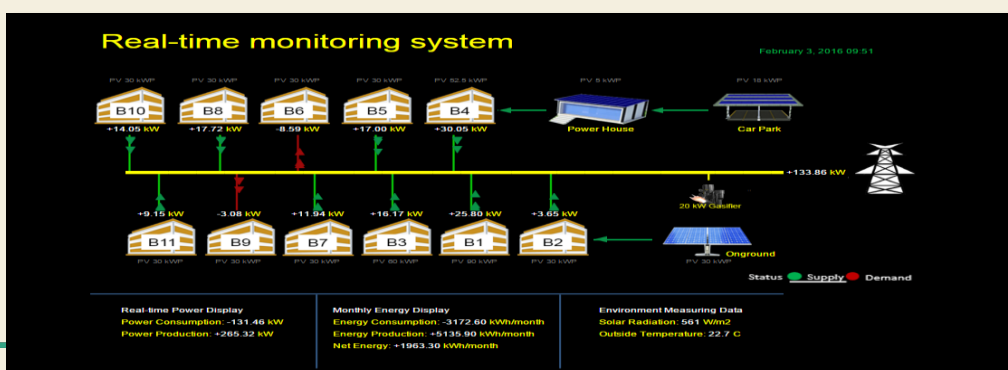 Real-time monitoring system
February 3, 2016 09:51
PV 30 kWP PV 30 kWP PV 30 kWP PV 30 kWP PV 52.5 kWP PV 5 kWP PV 18 kWP
B10 B8 B6 B5 B4
+14.05 kW +17.72 kW -8.59 kW +17.00 kW +30.05 kW Power House Car Park
+133.86 kW
20 kW Gasifier
+9.15 kW -3.08 kW +11.94 kW +16.17 kW +25.80 kW +3.65 kW
B11 B9 B7 B3 B1 B2
Onground
PV 30 kWP PV 30 kWP PV 30 kWP PV 60 kWP PV 90 kWP PV 30 kWP PV 30 kWP
Status Supply Demand
Real-time Power Display
Power Consumption: -131.46 kW
Power Production: +265.32 kW
Monthly Energy Display
Energy Consumption: -3172.60 kWh/month
Energy Production: +5135.90 kWh/month
Net Energy: +1963.30 kWh/month
Environment Measuring Data
Solar Radiation: 561 W/m2
Outside Temperature: 22.7 C